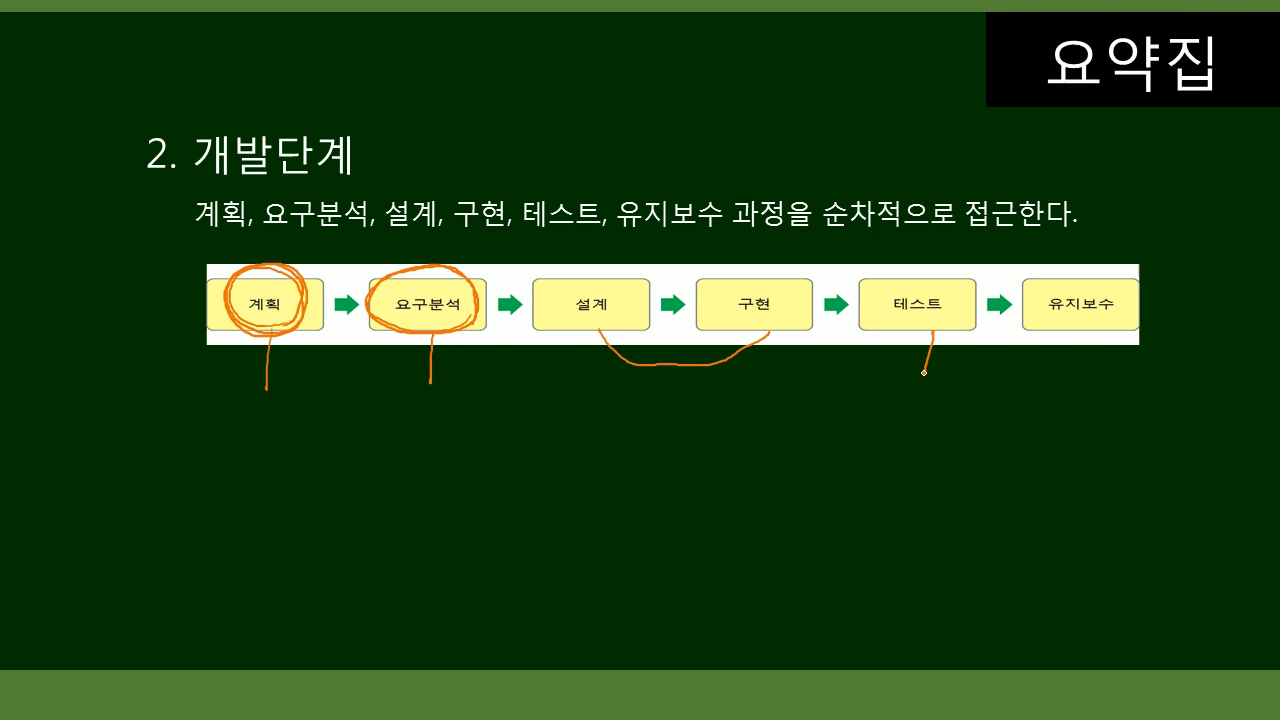 요약집
2. 개발단계
계획, 요구분석, 설계, 구현, 테스트, 유지보수 과정을 순차적으로 접근한다.
계획 요구분석 설계 구현 테스트 유지보수